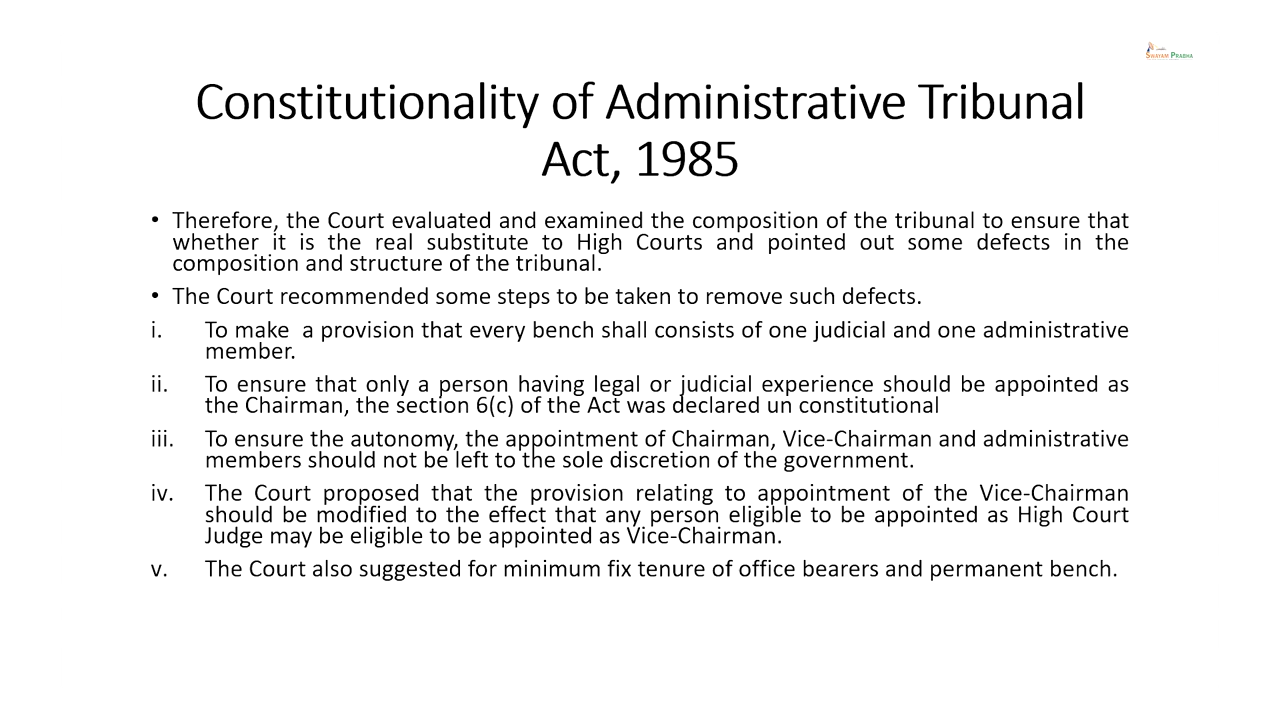 Swayam Prabha
Constitutionality of Administrative Tribunal
Act, 1985
• Therefore, the Court evaluated and examined the composition of the tribunal to ensure that
whether it is the real substitute to High Courts and pointed out some defects in the
composition and structure of the tribunal.
• The Court recommended some steps to be taken to remove such defects.
i. To make  a provision that every bench shall consists of one judicial and one administrative
member.
ii. To ensure that only a person having legal or judicial experience should be appointed as
the Chairman, the section 6(c) of the Act was declared un constitutional
iii. To ensure the autonomy, the appointment of Chairman, Vice-Chairman and administrative
members should not be left to the sole discretion of the government.
iv. The Court proposed that the provision relating to appointment of the Vice-Chairman
should be modified to the effect that any person eligible to be appointed as High Court
Judge may be eligible to be appointed as Vice-Chairman.
v. The Court also suggested for minimum fix tenure of office bearers and permanent bench.